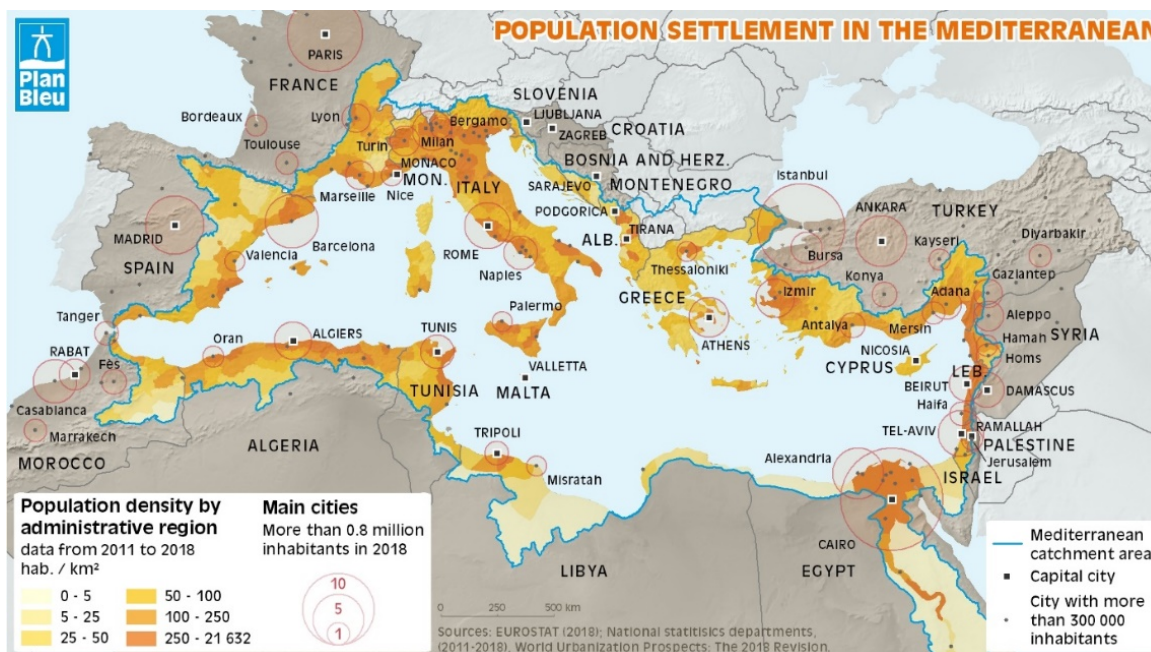 POPULATION SETTLEMENT IN THE MEDITERRANEAN
Plan
Bleu
PARIS
FRANCE
SLOVENIA
Bordeaux
Lyon
LJUBLJANA
Bergamo
ZAGREB
CROATIA
Toulouse
Turin
Milan
MONACO
BOSNIA AND HERZ.
MON.
ITALY
SARAJEVO
MONTENEGRO
Istanbul
Marseille
Nice
ANKARA
TURKEY
PODGORICA
MADRID
TIRANA
Barcelona
ROME
ALB.
Kayseri
Diyarbakir
Bursa
SPAIN
Valencia
Naples
Thessaloniki
Konya
Gaziantep
GREECE
Izmir
Adana
Palermo
Tanger
Aleppo
Antalya
Mersin
ALGIERS
TUNIS
ATHENS
SYRIA
Oran
Hamah
RABAT
NICOSIA
Homs
Fès
VALLETTA
CYPRUS
LEB.
TUNISIA
MALTA
BEIRUT
DAMASCUS
Casablanca
Haifa
Marrakech
TRIPOLI
TEL-AVIV
RAMALLAH
ALGERIA
PALESTINE
MOROCCO
Alexandria
Jerusalem
Misratah
ISRAEL
CAIRO
LIBYA
EGYPT
Population density by
administrative region
data from 2011 to 2018
hab. / km²
0 - 5
5 - 25
25 - 50
50 - 100
100 - 250
250 - 21 632
Main cities
More than 0.8 million
inhabitants in 2018
10
5
1
0 250 500 km
Sources: EUROSTAT (2018); National statitisics departments,
(2011-2018), World Urbanization Prospects: The 2018 Revision.
Mediterranean
catchment area
Capital city
City with more
than 300 000
inhabitants